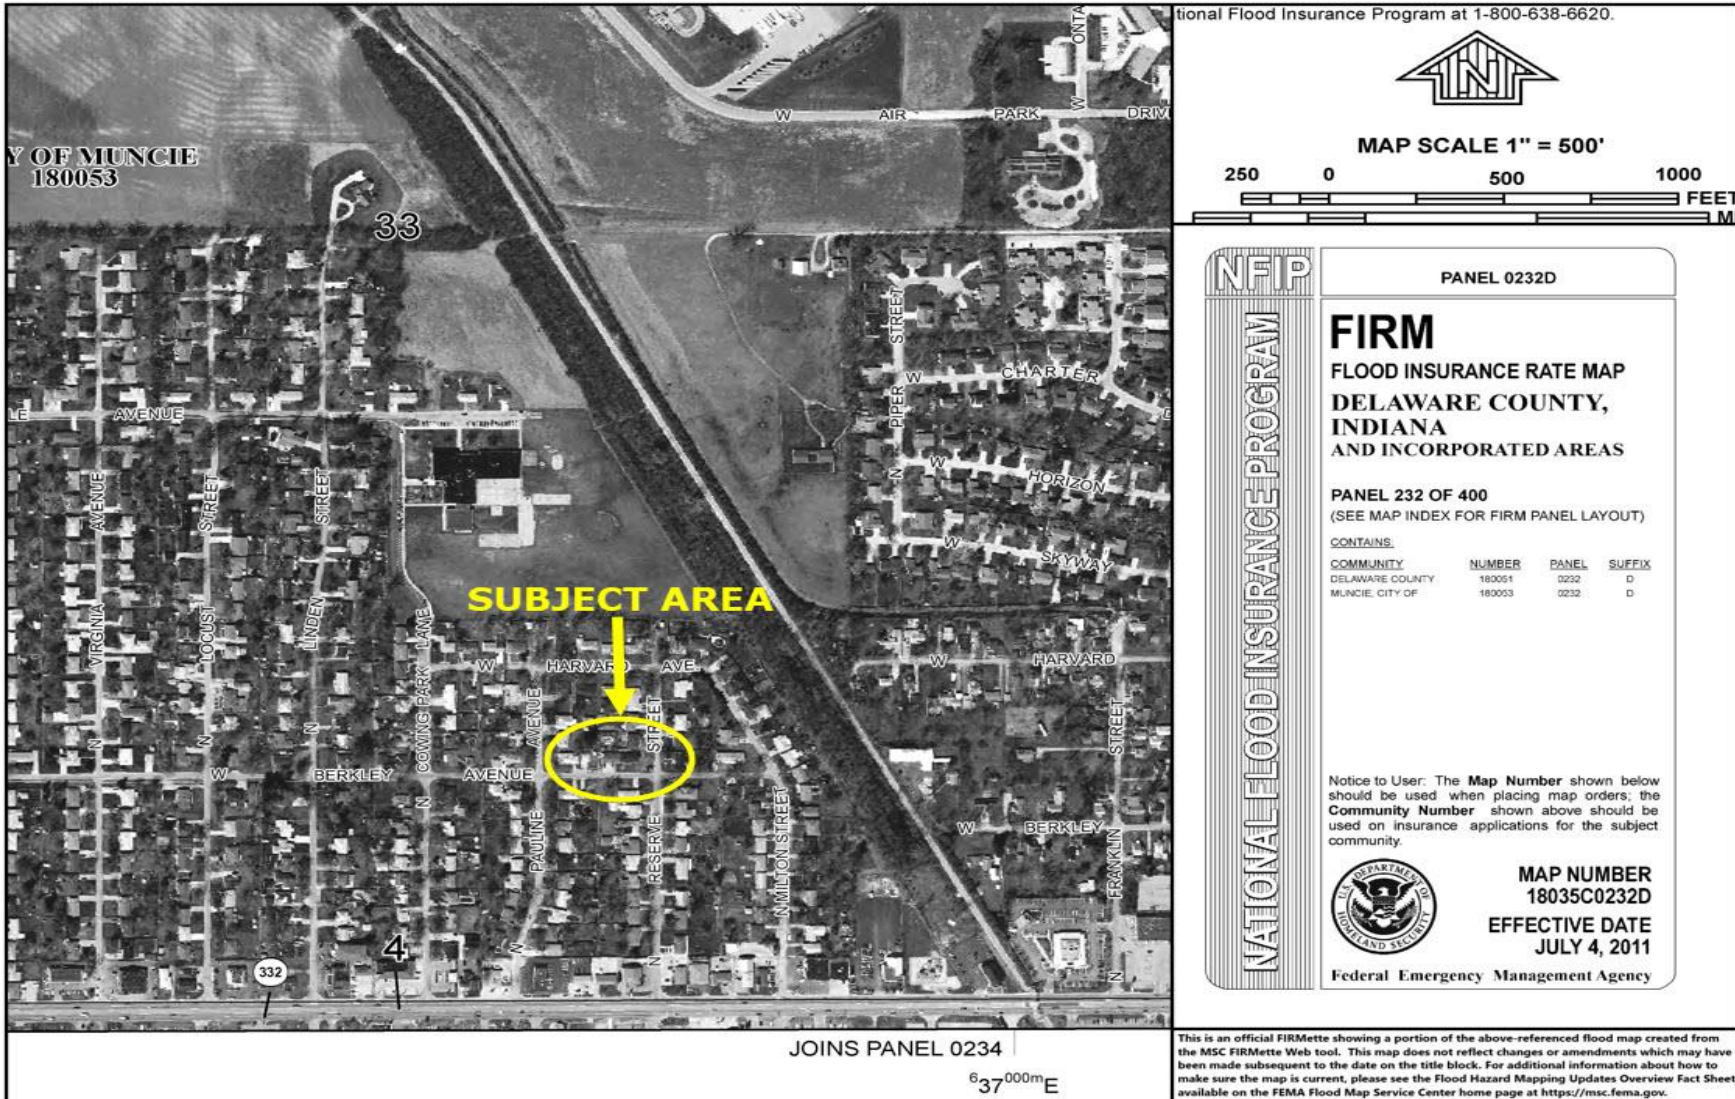 Y OF MUNCIE
180053
33
W AIR PARK DRIV
W
ONTA
LE AVENUE
N VIRGINIA AVENUE
N LOCUST STREET
N LINDEN STREET
N COWING PARK LANE
N PIPER STREET
W CHARTER
W HORIZON
W SKYWAY
SUBJECT AREA
W HARVARD AVE.
W HARVARD
N PAULINE AVENUE
N RESERVE STREET
W BERKLEY AVENUE
N MILTON STREET
W BERKLEY
N FRANKLIN STREET
332
4
JOINS PANEL 0234
6 37 000m E
tional Flood Insurance Program at 1-800-638-6620.
N
MAP SCALE 1" = 500'
250 0 500 1000
FEET
M
NFIP
NATIONAL FLOOD INSURANCE PROGRAM
PANEL 0232D
FIRM
FLOOD INSURANCE RATE MAP
DELAWARE COUNTY,
INDIANA
AND INCORPORATED AREAS
PANEL 232 OF 400
(SEE MAP INDEX FOR FIRM PANEL LAYOUT)
CONTAINS:
COMMUNITY NUMBER PANEL SUFFIX
DELAWARE COUNTY 180051 0232 D
MUNCIE, CITY OF 180053 0232 D
Notice to User: The Map Number shown below
should be used when placing map orders; the
Community Number shown above should be
used on insurance applications for the subject
community.
U.S. DEPARTMENT OF HOMELAND SECURITY
MAP NUMBER
18035C0232D
EFFECTIVE DATE
JULY 4, 2011
Federal Emergency Management Agency
This is an official FIRMette showing a portion of the above-referenced flood map created from
the MSC FIRMette Web tool. This map does not reflect changes or amendments which may have
been made subsequent to the date on the title block. For additional information about how to
make sure the map is current, please see the Flood Hazard Mapping Updates Overview Fact Sheet
available on the FEMA Flood Map Service Center home page at https://msc.fema.gov.